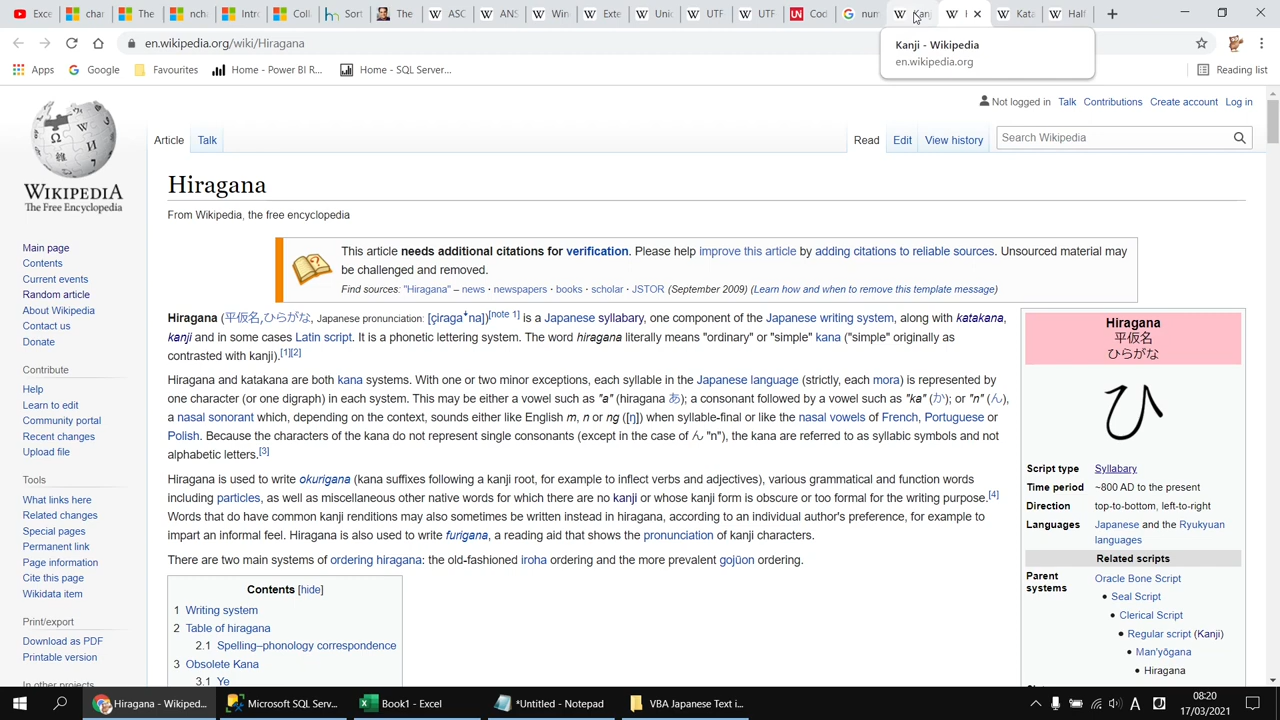 char
The
nch
Intro
Coll
Sort
The
ASC
ANS
Win
Exte
Unic
UTF
UTF
Cod
num
Kanj
H
Kata
Half
en.wikipedia.org/wiki/Hiragana
Kanji - Wikipedia
en.wikipedia.org
Apps
Google
Favourites
Home - Power BI R...
Home - SQL Server...
Reading list
Not logged in Talk Contributions Create account Log in
Article Talk
Read Edit View history
Search Wikipedia
WIKIPEDIA
The Free Encyclopedia
Main page
Contents
Current events
Random article
About Wikipedia
Contact us
Donate
Contribute
Help
Learn to edit
Community portal
Recent changes
Upload file
Tools
What links here
Related changes
Special pages
Permanent link
Page information
Cite this page
Wikidata item
Print/export
Download as PDF
Printable version
In other projects
Hiragana
From Wikipedia, the free encyclopedia
This article needs additional citations for verification. Please help improve this article by adding citations to reliable sources. Unsourced material may
be challenged and removed.
Find sources: "Hiragana" – news · newspapers · books · scholar · JSTOR (September 2009) (Learn how and when to remove this template message)
Hiragana (平仮名,ひらがな, Japanese pronunciation: [çiɾaɡaꜜna])[note 1] is a Japanese syllabary, one component of the Japanese writing system, along with katakana,
kanji and in some cases Latin script. It is a phonetic lettering system. The word hiragana literally means "ordinary" or "simple" kana ("simple" originally as
contrasted with kanji).[1][2]
Hiragana and katakana are both kana systems. With one or two minor exceptions, each syllable in the Japanese language (strictly, each mora) is represented by
one character (or one digraph) in each system. This may be either a vowel such as "a" (hiragana あ); a consonant followed by a vowel such as "ka" (か); or "n" (ん),
a nasal sonorant which, depending on the context, sounds either like English m, n or ng ([ŋ]) when syllable-final or like the nasal vowels of French, Portuguese or
Polish. Because the characters of the kana do not represent single consonants (except in the case of ん "n"), the kana are referred to as syllabic symbols and not
alphabetic letters.[3]
Hiragana is used to write okurigana (kana suffixes following a kanji root, for example to inflect verbs and adjectives), various grammatical and function words
including particles, as well as miscellaneous other native words for which there are no kanji or whose kanji form is obscure or too formal for the writing purpose.[4]
Words that do have common kanji renditions may also sometimes be written instead in hiragana, according to an individual author's preference, for example to
impart an informal feel. Hiragana is also used to write furigana, a reading aid that shows the pronunciation of kanji characters.
There are two main systems of ordering hiragana: the old-fashioned iroha ordering and the more prevalent gojūon ordering.
Contents [hide]
1 Writing system
2 Table of hiragana
2.1 Spelling–phonology correspondence
3 Obsolete Kana
3.1 Ye
Hiragana
平仮名
ひらがな
ひ
Script type Syllabary
Time period ~800 AD to the present
Direction top-to-bottom, left-to-right
Languages Japanese and the Ryukyuan
languages
Related scripts
Parent systems Oracle Bone Script
• Seal Script
• Clerical Script
• Regular script (Kanji)
• Man'yōgana
• Hiragana
Hiragana - Wikiped...
Microsoft SQL Serv...
Book1 - Excel
*Untitled - Notepad
VBA Japanese Text i...
A
08:20
17/03/2021